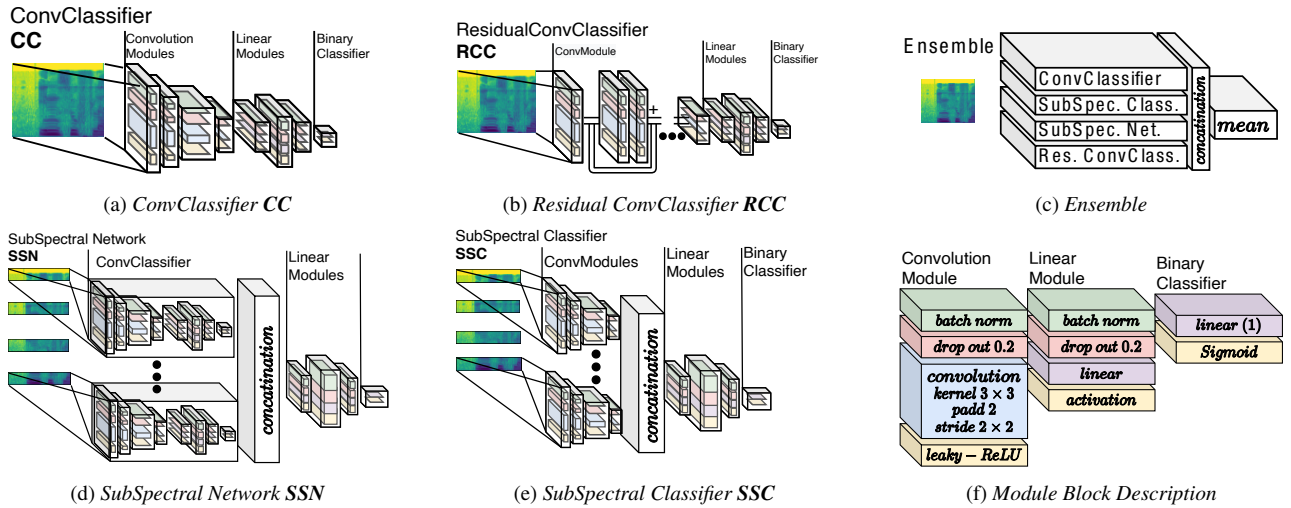 ConvClassifier
CC
Convolution
Modules
Linear
Modules
Binary
Classifier
(a) ConvClassifier CC
ResidualConvClassifier
RCC
ConvModule
+
Linear
Modules
Binary
Classifier
(b) Residual ConvClassifier RCC
Ensemble
ConvClassifier
SubSpec. Class.
SubSpec. Net.
Res. ConvClass.
concatination
mean
(c) Ensemble
SubSpectral Network
SSN
ConvClassifier
concatination
Linear
Modules
(d) SubSpectral Network SSN
SubSpectral Classifier
SSC
ConvModules
concatination
Linear
Modules
Binary
Classifier
(e) SubSpectral Classifier SSC
Convolution
Module
batch norm
drop out 0.2
convolution
kernel 3 × 3
padd 2
stride 2 × 2
leaky − ReLU
Linear
Module
batch norm
drop out 0.2
linear
activation
Binary
Classifier
linear (1)
Sigmoid
(f) Module Block Description